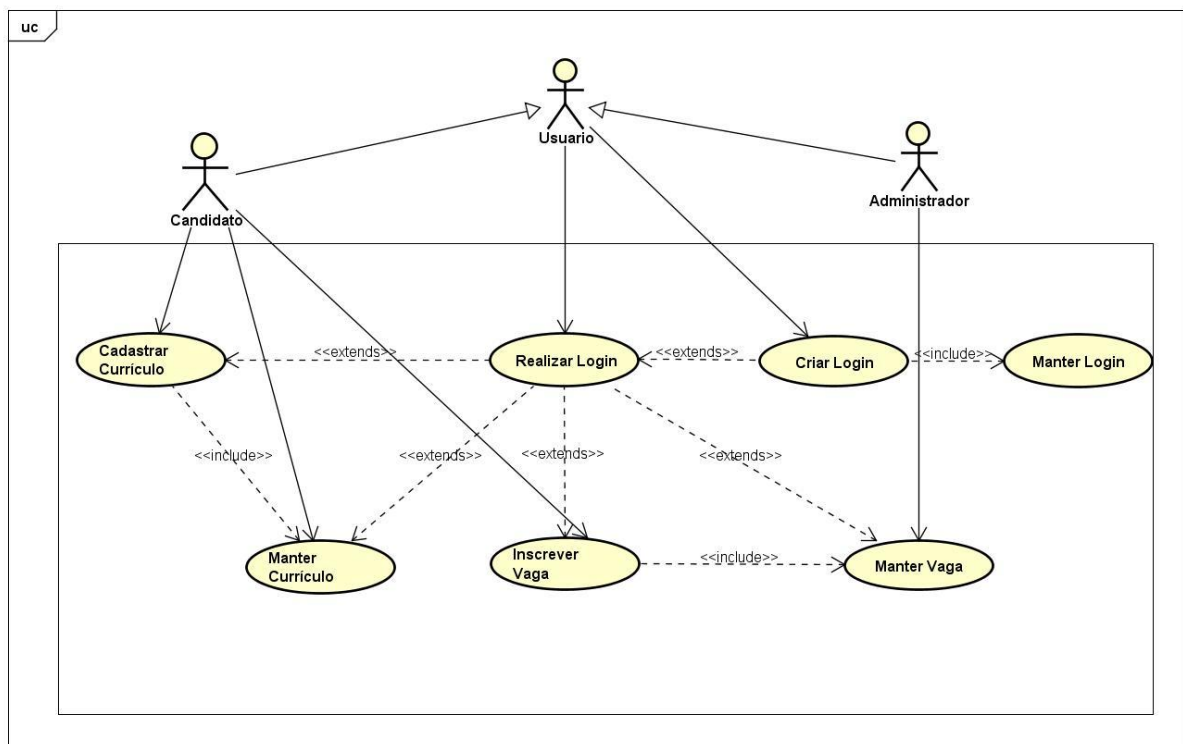 uc
Usuario
Candidato
Administrador
Cadastrar
Currículo
<<extends>>
Realizar Login
<<extends>>
Criar Login
<<include>>
Manter Login
<<include>>
<<extends>>
<<extends>>
<<extends>>
Manter
Currículo
Inscrever
Vaga
<<include>>
Manter Vaga